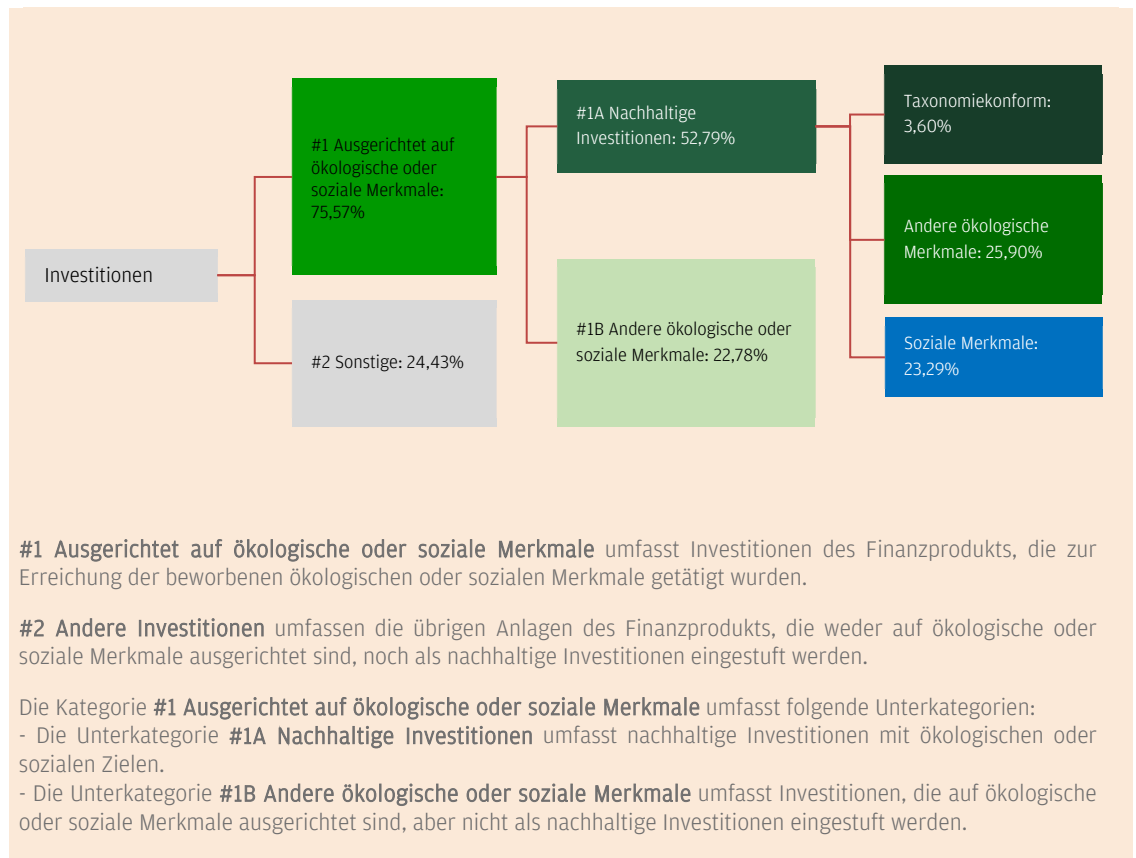 Investitionen
#1 Ausgerichtet auf
ökologische oder
soziale Merkmale:
75,57%
#2 Sonstige: 24,43%
#1A Nachhaltige
Investitionen: 52,79%
#1B Andere ökologische oder
soziale Merkmale: 22,78%
Taxonomiekonform:
3,60%
Andere ökologische
Merkmale: 25,90%
Soziale Merkmale:
23,29%
#1 Ausgerichtet auf ökologische oder soziale Merkmale umfasst Investitionen des Finanzprodukts, die zur
Erreichung der beworbenen ökologischen oder sozialen Merkmale getätigt wurden.
#2 Andere Investitionen umfassen die übrigen Anlagen des Finanzprodukts, die weder auf ökologische oder
soziale Merkmale ausgerichtet sind, noch als nachhaltige Investitionen eingestuft werden.
Die Kategorie #1 Ausgerichtet auf ökologische oder soziale Merkmale umfasst folgende Unterkategorien:
- Die Unterkategorie #1A Nachhaltige Investitionen umfasst nachhaltige Investitionen mit ökologischen oder
sozialen Zielen.
- Die Unterkategorie #1B Andere ökologische oder soziale Merkmale umfasst Investitionen, die auf ökologische
oder soziale Merkmale ausgerichtet sind, aber nicht als nachhaltige Investitionen eingestuft werden.